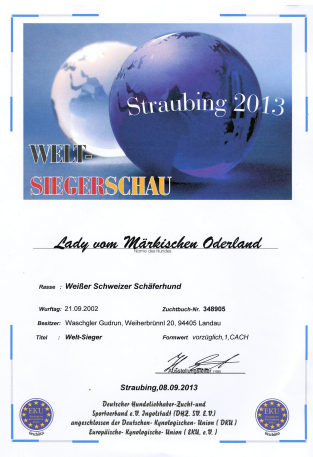 Straubing 2013
WELT-
SIEGERSCHAU
Lady vom Märkischen Oderland
Name des Hundes
Rasse : Weißer Schweizer Schäferhund
Wurftag: 21.09.2002 Zuchtbuch-Nr. 348905
Besitzer: Waschgler Gudrun, Weiherbrünnl 20, 94405 Landau
Titel : Welt-Sieger Formwert vorzüglich,1,CACH
Ausstellungsleiter
Straubing,08.09.2013
Deutscher Hundeliebhaber-Zucht-und
Sportverband e.V. Ingolstadt (DHZ. SV. E.V.)
angeschlossen der Deutschen- Kynologischen- Union ( DKU )
Europäische- Kynologische- Union ( EKU, e.V. )
EKU
EKU